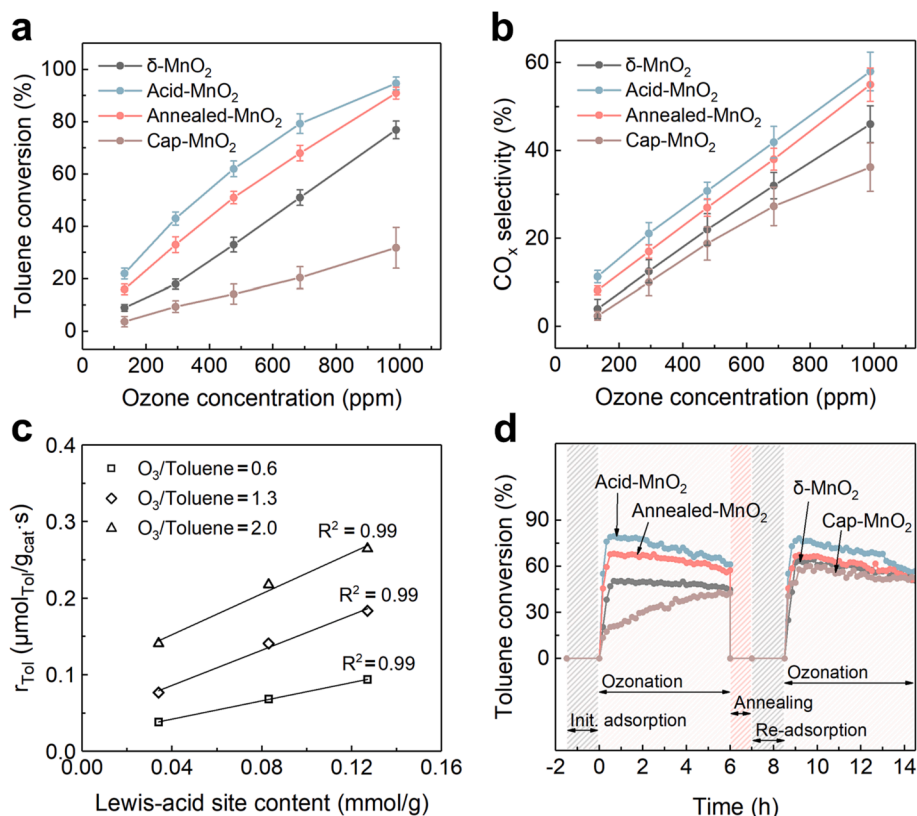 a
Toluene conversion (%)
100
80
60
40
20
0
δ-MnO₂
Acid-MnO₂
Annealed-MnO₂
Cap-MnO₂
0 200 400 600 800 1000
Ozone concentration (ppm)
b
COₓ selectivity (%)
60
40
20
0
δ-MnO₂
Acid-MnO₂
Annealed-MnO₂
Cap-MnO₂
0 200 400 600 800 1000
Ozone concentration (ppm)
c
r_Tol (μmol_Tol/g_cat·s)
0.4
0.3
0.2
0.1
0.0
O₃/Toluene = 0.6
O₃/Toluene = 1.3
O₃/Toluene = 2.0
R² = 0.99
R² = 0.99
R² = 0.99
0.00 0.04 0.08 0.12 0.16
Lewis-acid site content (mmol/g)
d
Toluene conversion (%)
120
90
60
30
0
Acid-MnO₂
Annealed-MnO₂
δ-MnO₂
Cap-MnO₂
Ozonation
Ozonation
Annealing
Init. adsorption
Re-adsorption
-2 0 2 4 6 8 10 12 14
Time (h)